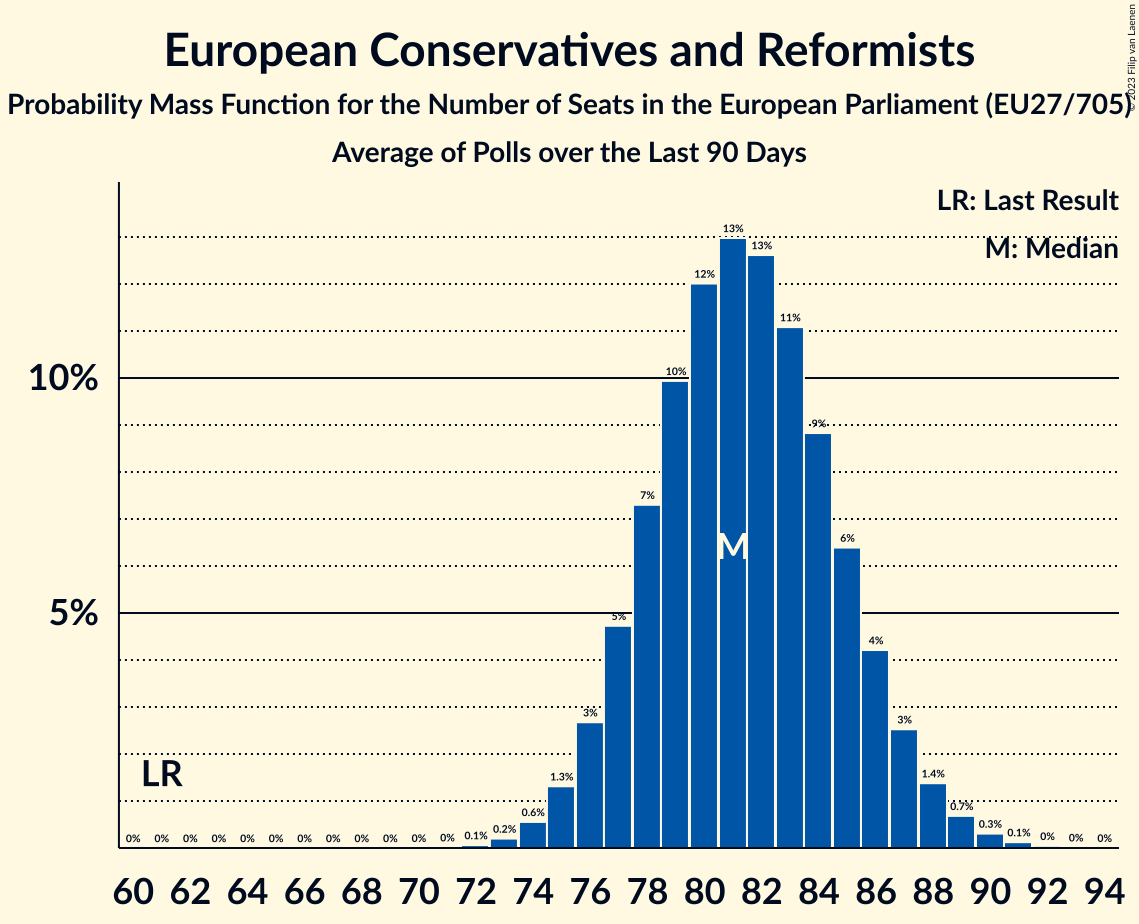 European Conservatives and Reformists
© 2023 Filip van Laenen
Probability Mass Function for the Number of Seats in the European Parliament (EU27/705)
Average of Polls over the Last 90 Days
LR: Last Result
M: Median
13%
13%
12%
11%
10%
10%
9%
7%
M
6%
5%
5%
4%
3%
3%
LR
1.3%
1.4%
0.6%
0.7%
0% 0% 0% 0% 0% 0% 0% 0% 0% 0% 0% 0% 0.1% 0.2% 0.3% 0.1% 0% 0% 0%
60 62 64 66 68 70 72 74 76 78 80 82 84 86 88 90 92 94